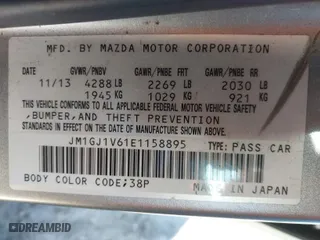 MFD. BY MAZDA MOTOR CORPORATION
GVWR/PNBV GAWR/PNBE FRT GAWR/PNBE RR
11/13 4288 LB 2269 LB 2030 LB
1945 KG 1029 KG 921 KG
THIS VEHICLE CONFORMS TO ALL APPLICABLE
FEDERAL MOTOR VEHICLE SAFETY,
BUMPER, AND THEFT PREVENTION
STANDARDS IN EFFECT ON THE DATE OF
MANUFACTURE SHOWN ABOVE.
JM1GJ1V61E1158895 TYPE: PASS CAR
BODY COLOR CODE;38P MADE IN JAPAN
DREAMBID